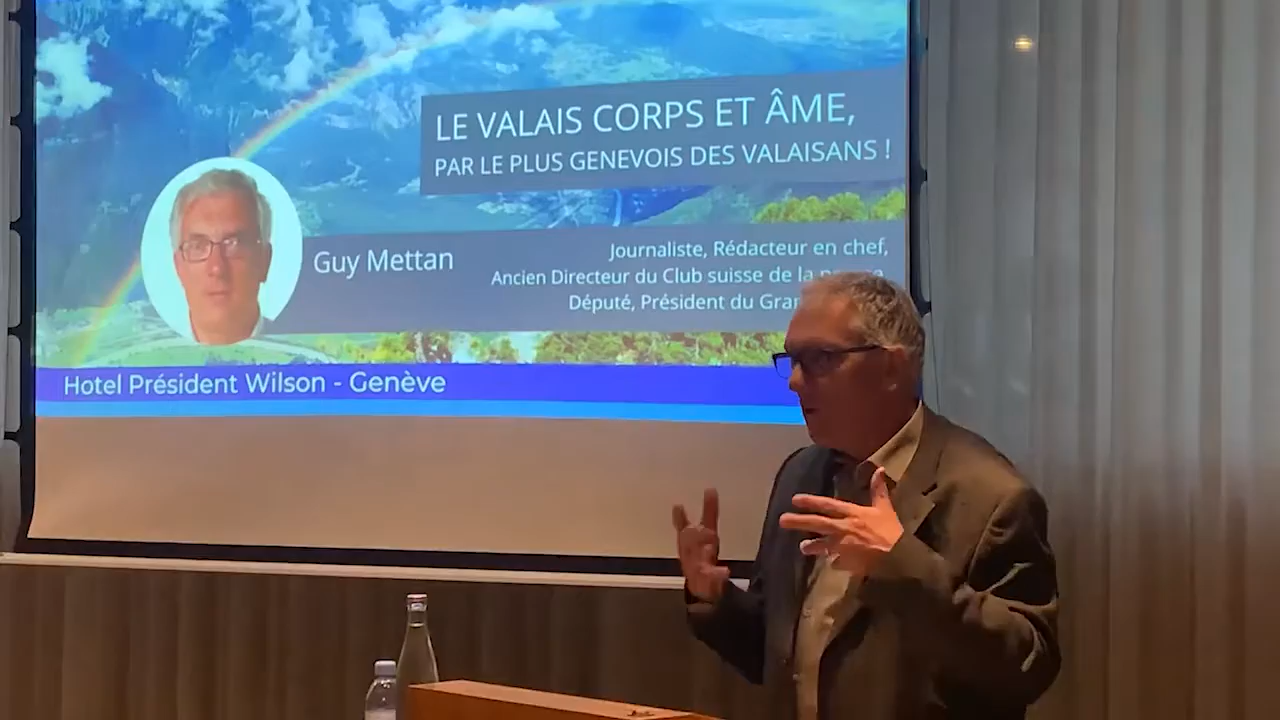 LE VALAIS CORPS ET ÂME,
PAR LE PLUS GENEVOIS DES VALAISANS !
Guy Mettan
Journaliste, Rédacteur en chef,
Ancien Directeur du Club suisse de la
Député, Président du
Hotel Président Wilson - Genève